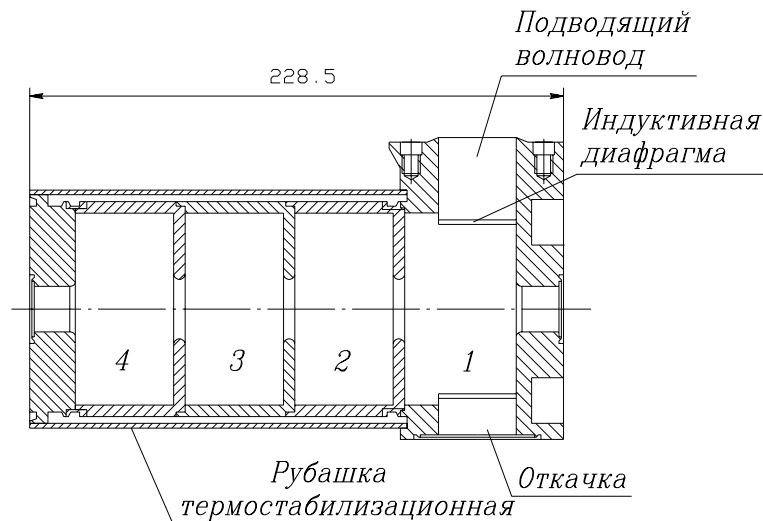 Подводящий
волновод
228.5
Индуктивная
диафрагма
4
3
2
1
Рубашка
термостабилизационная
Откачка